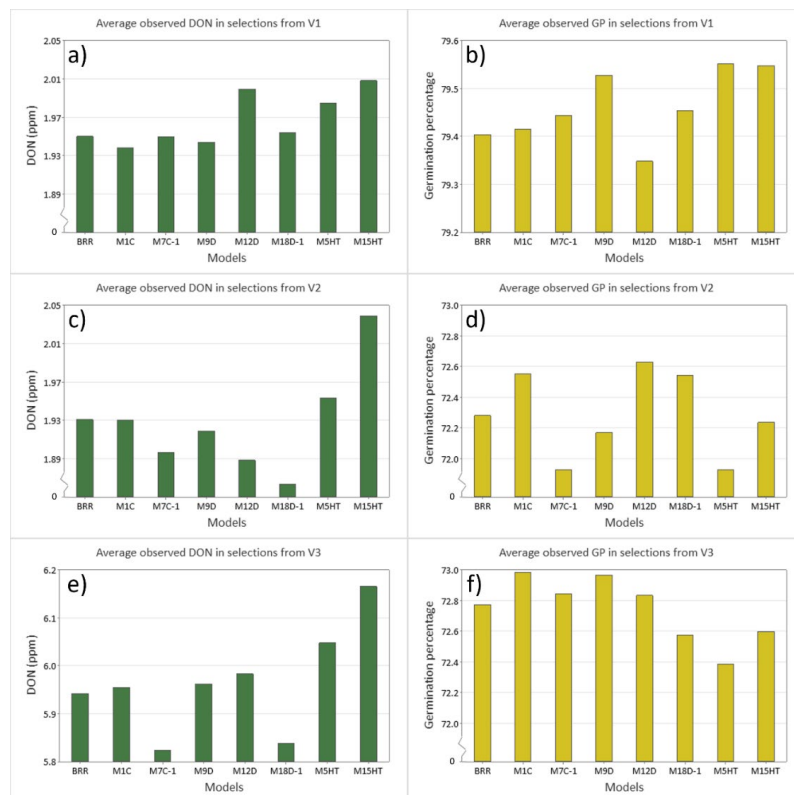 Average observed DON in selections from V1
a)
2.05
2.01
1.97
1.93
1.89
0
DON (ppm)
BRR M1C M7C-1 M9D M12D M18D-1 M5HT M15HT
Models
Average observed GP in selections from V1
b)
79.6
79.5
79.4
79.3
79.2
Germination percentage
BRR M1C M7C-1 M9D M12D M18D-1 M5HT M15HT
Models
Average observed DON in selections from V2
c)
2.05
2.01
1.97
1.93
1.89
0
DON (ppm)
BRR M1C M7C-1 M9D M12D M18D-1 M5HT M15HT
Models
Average observed GP in selections from V2
d)
73.0
72.6
72.2
72.0
0
Germination percentage
BRR M1C M7C-1 M9D M12D M18D-1 M5HT M15HT
Models
Average observed DON in selections from V3
e)
6.2
6.1
6.0
5.9
5.8
DON (ppm)
BRR M1C M7C-1 M9D M12D M18D-1 M5HT M15HT
Models
Average observed GP in selections from V3
f)
73.0
72.8
72.6
72.4
72.2
72.0
0
Germination percentage
BRR M1C M7C-1 M9D M12D M18D-1 M5HT M15HT
Models